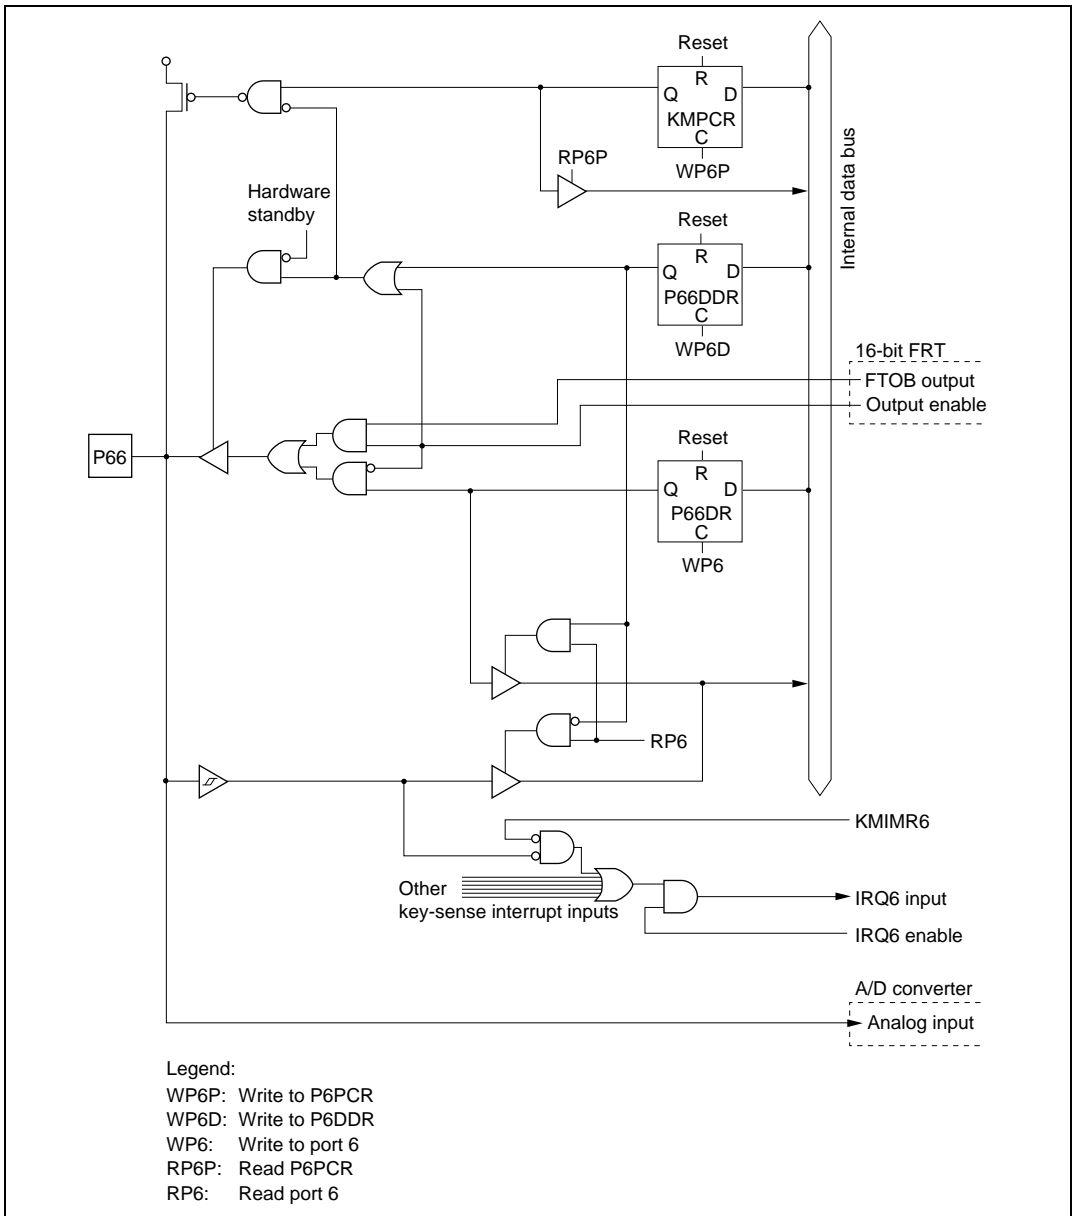 Reset
R
Q D
KMPCR
C
WP6P
RP6P
Hardware
standby
Internal data bus
Reset
R
Q D
P66DDR
C
WP6D
16-bit FRT
FTOB output
Output enable
P66
Reset
R
Q D
P66DR
C
WP6
RP6
KMIMR6
Other
key-sense interrupt inputs
IRQ6 input
IRQ6 enable
A/D converter
Analog input
Legend:
WP6P: Write to P6PCR
WP6D: Write to P6DDR
WP6: Write to port 6
RP6P: Read P6PCR
RP6: Read port 6